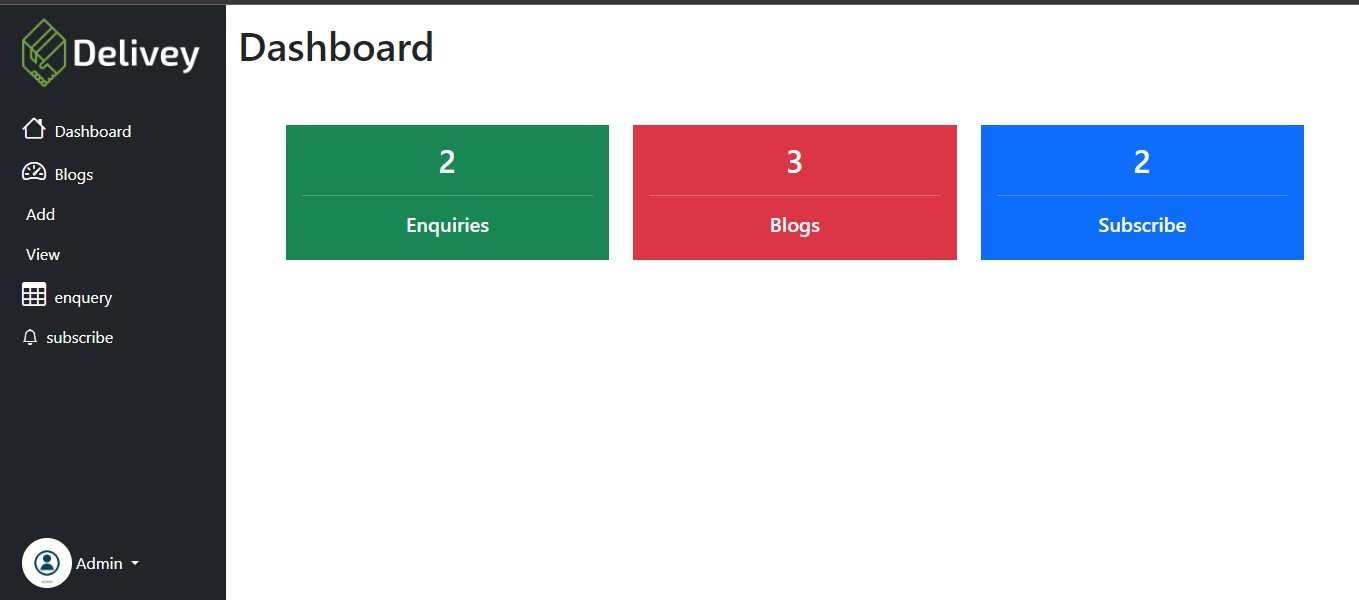 Delivey
Dashboard
Blogs
Add
View
enquery
subscribe
Admin
Dashboard
2
Enquiries
3
Blogs
2
Subscribe